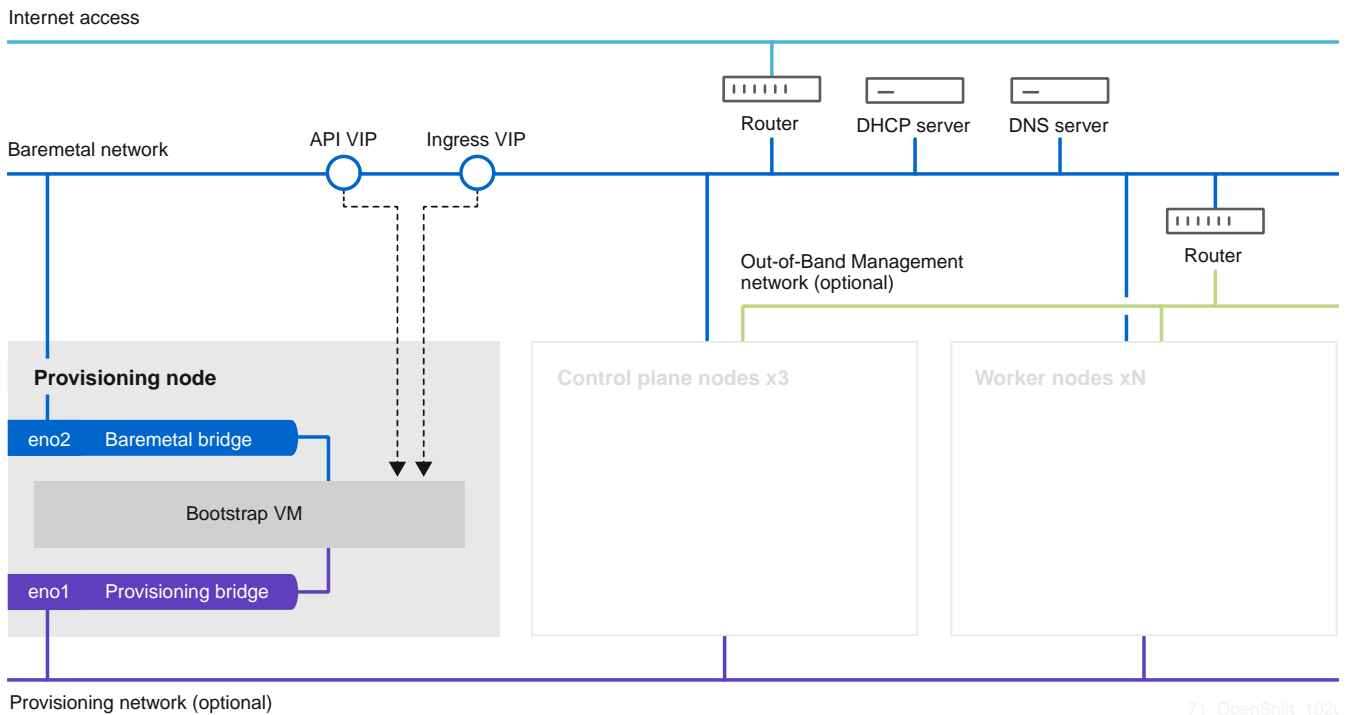 Internet access
Router
DHCP server
DNS server
API VIP
Ingress VIP
Baremetal network
Router
Out-of-Band Management
network (optional)
Provisioning node
Control plane nodes x3
Worker nodes xN
eno2
Baremetal bridge
Bootstrap VM
eno1
Provisioning bridge
Provisioning network (optional)
71_OpenShift_1020